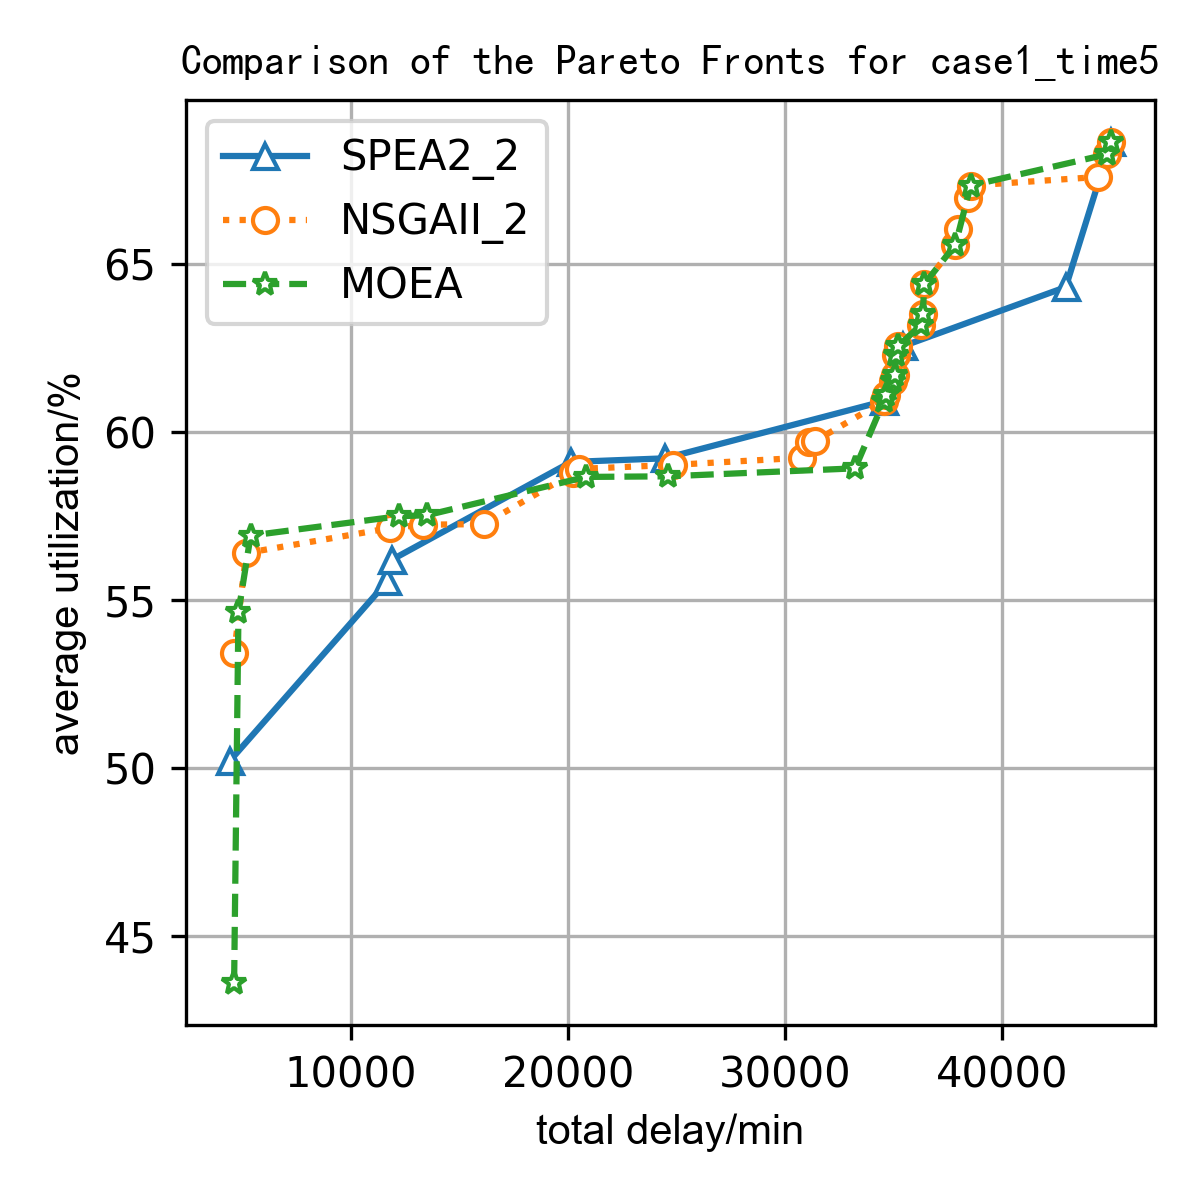 Comparison of the Pareto Fronts for case1_time5
SPEA2_2
NSGAII_2
MOEA
65
60
55
50
45
average utilization/%
10000 20000 30000 40000
total delay/min